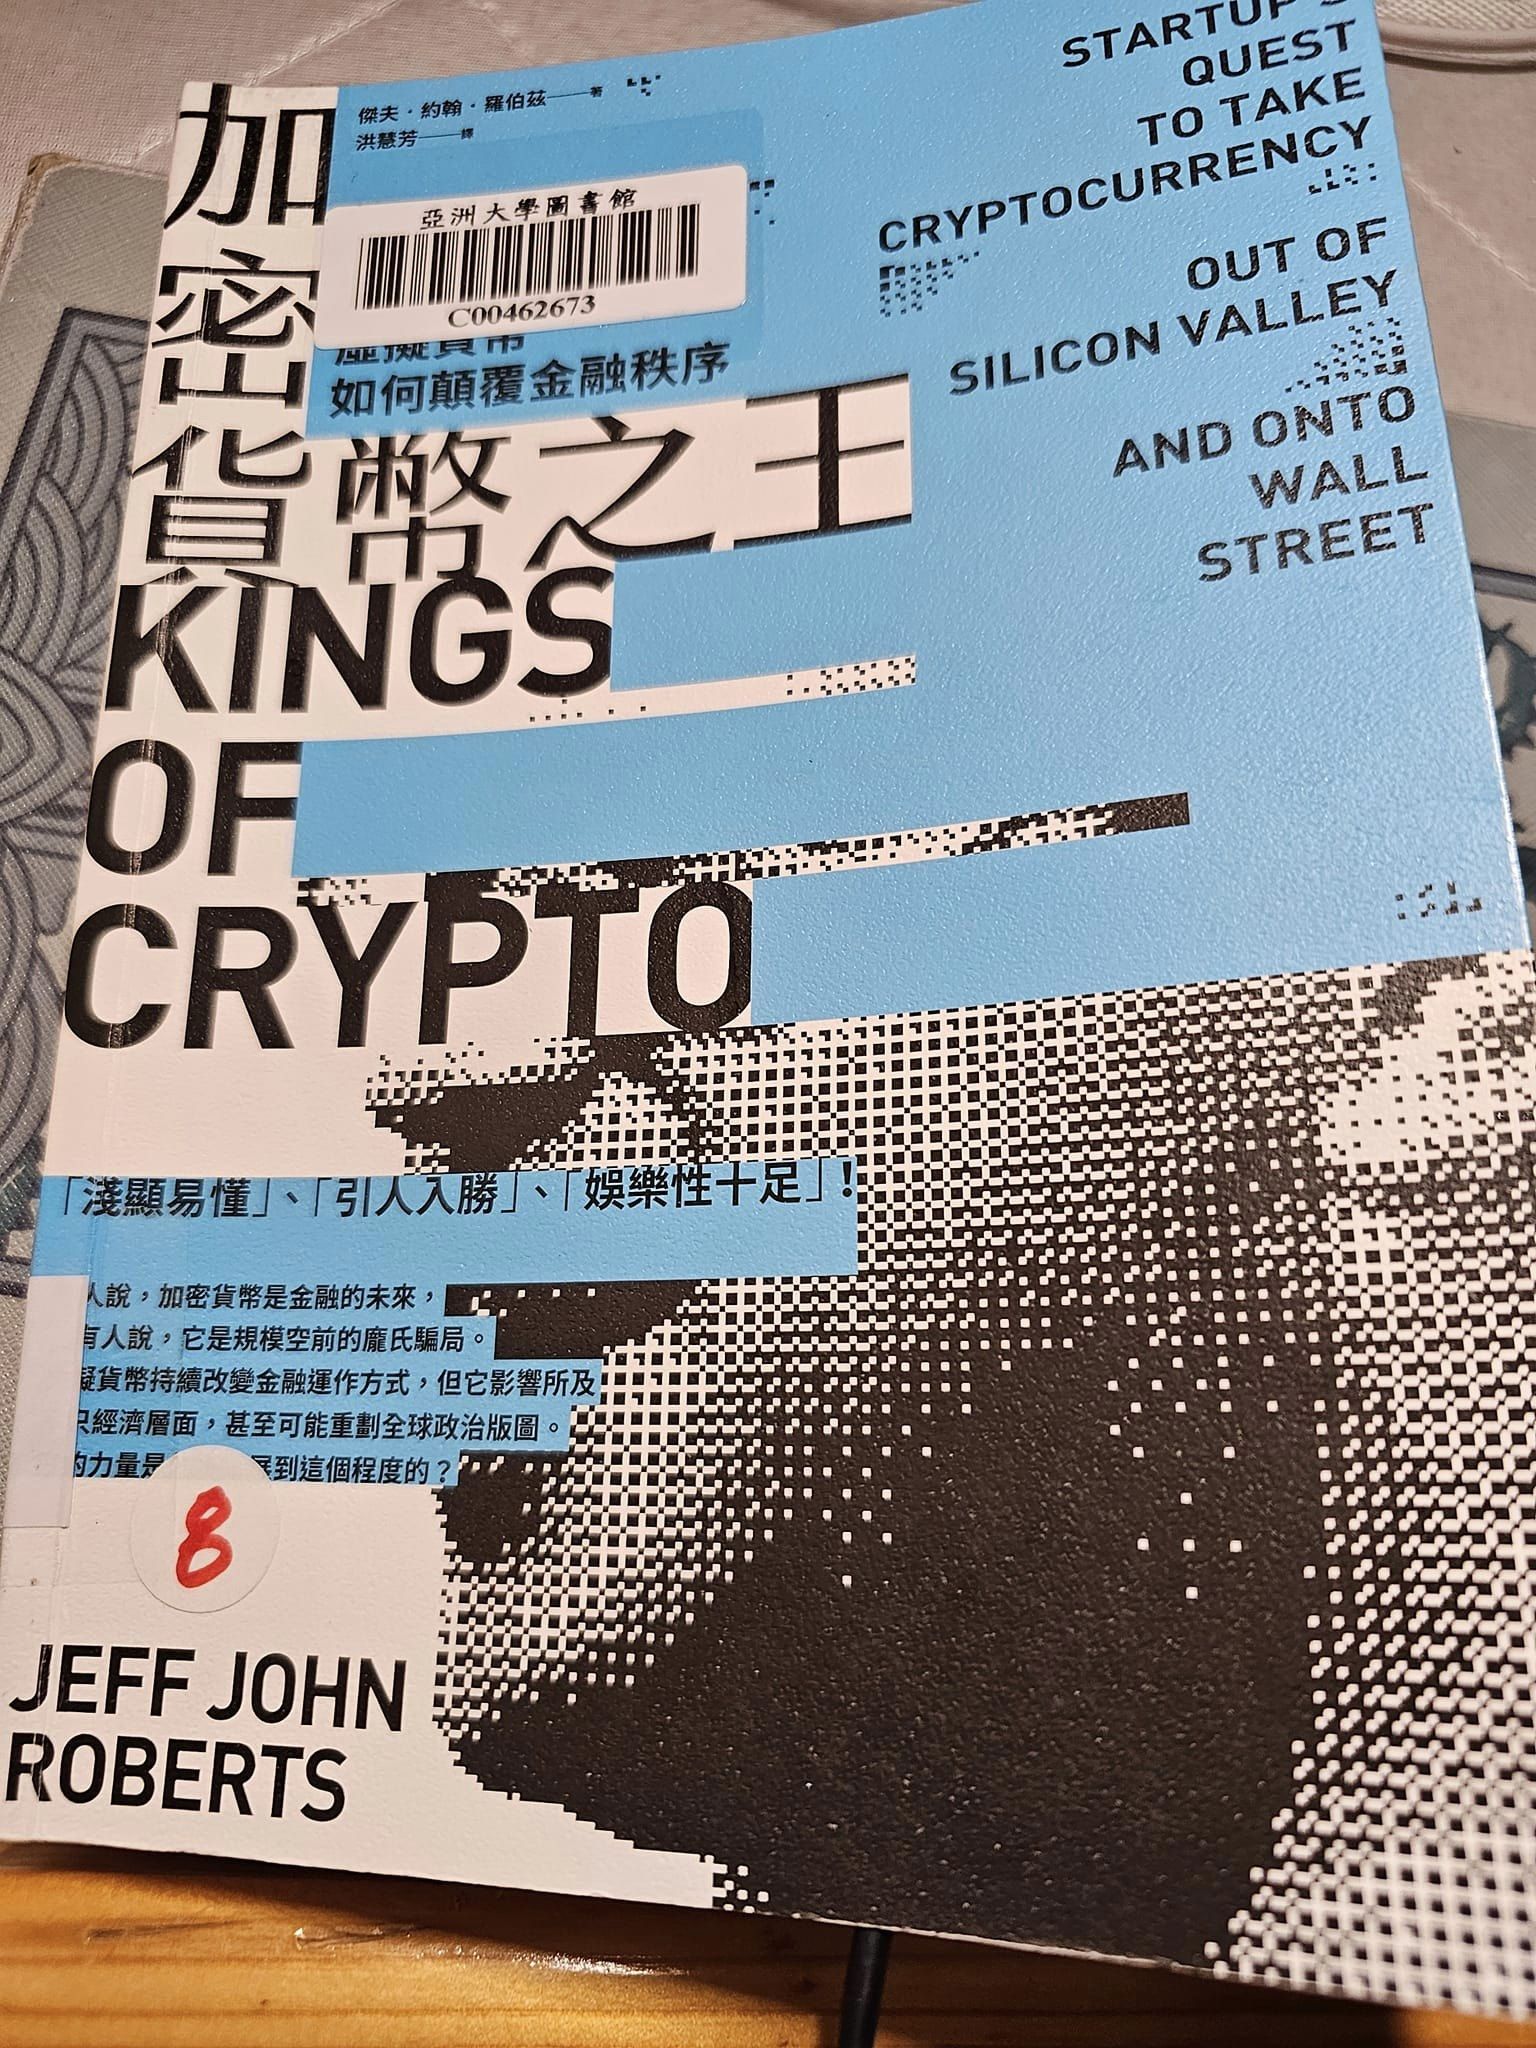 STARTUP'S
QUEST
TO TAKE
CRYPTOCURRENCY
OUT OF
SILICON VALLEY
AND ONTO
WALL
STREET
傑夫·約翰·羅伯茲——著
洪慧芳——譯
亞洲大學圖書館
C00462673
虛擬貨幣
如何顛覆金融秩序
加密貨幣之王
KINGS
OF
CRYPTO
「淺顯易懂」、「引人入勝」、「娛樂性十足」!
人說，加密貨幣是金融的未來，
有人說，它是規模空前的龐氏騙局。
擬貨幣持續改變金融運作方式，但它影響所及
只經濟層面，甚至可能重劃全球政治版圖。
的力量是 展到這個程度的？
8
JEFF JOHN
ROBERTS